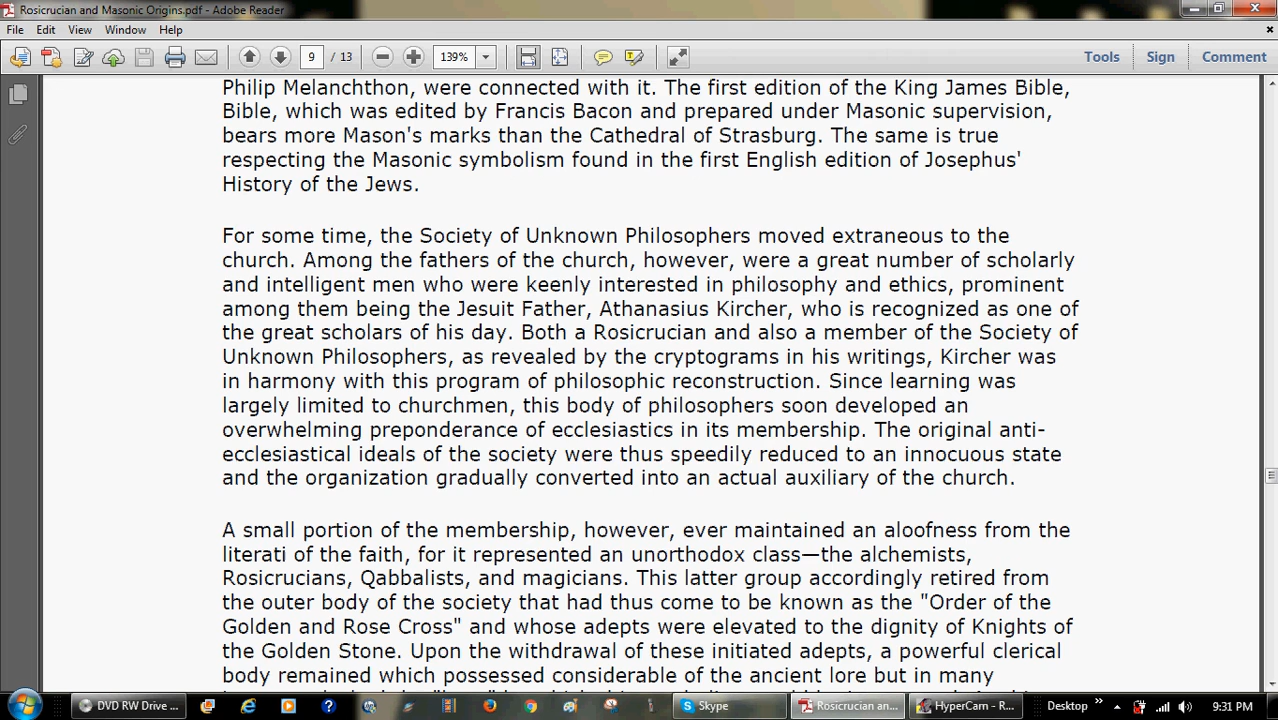 Rosicrucian and Masonic Origins.pdf - Adobe Reader
File Edit View Window Help
9 / 13 139% Tools Sign Comment
Philip Melanchthon, were connected with it. The first edition of the King James Bible,
Bible, which was edited by Francis Bacon and prepared under Masonic supervision,
bears more Mason's marks than the Cathedral of Strasburg. The same is true
respecting the Masonic symbolism found in the first English edition of Josephus'
History of the Jews.
For some time, the Society of Unknown Philosophers moved extraneous to the
church. Among the fathers of the church, however, were a great number of scholarly
and intelligent men who were keenly interested in philosophy and ethics, prominent
among them being the Jesuit Father, Athanasius Kircher, who is recognized as one of
the great scholars of his day. Both a Rosicrucian and also a member of the Society of
Unknown Philosophers, as revealed by the cryptograms in his writings, Kircher was
in harmony with this program of philosophic reconstruction. Since learning was
largely limited to churchmen, this body of philosophers soon developed an
overwhelming preponderance of ecclesiastics in its membership. The original anti-
ecclesiastical ideals of the society were thus speedily reduced to an innocuous state
and the organization gradually converted into an actual auxiliary of the church.
A small portion of the membership, however, ever maintained an aloofness from the
literati of the faith, for it represented an unorthodox class—the alchemists,
Rosicrucians, Qabbalists, and magicians. This latter group accordingly retired from
the outer body of the society that had thus come to be known as the "Order of the
Golden and Rose Cross" and whose adepts were elevated to the dignity of Knights of
the Golden Stone. Upon the withdrawal of these initiated adepts, a powerful clerical
body remained which possessed considerable of the ancient lore but in many
DVD RW Drive ... Skype Rosicrucian an... HyperCam - R... Desktop 9:31 PM